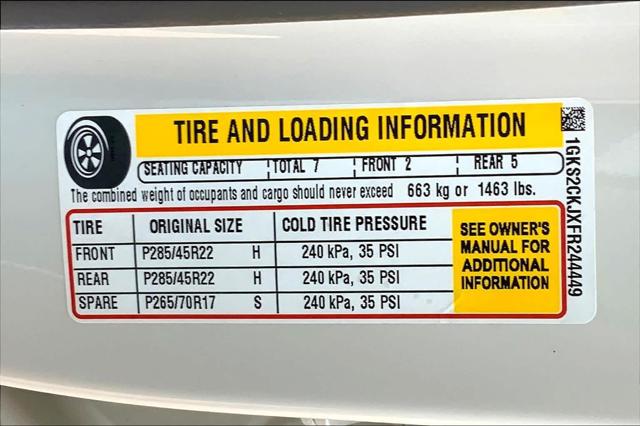 TIRE AND LOADING INFORMATION
SEATING CAPACITY TOTAL 7 FRONT 2 REAR 5
The combined weight of occupants and cargo should never exceed 663 kg or 1463 lbs.
TIRE ORIGINAL SIZE COLD TIRE PRESSURE
FRONT P285/45R22 H 240 kPa, 35 PSI
REAR P285/45R22 H 240 kPa, 35 PSI
SPARE P265/70R17 S 240 kPa, 35 PSI
SEE OWNER'S
MANUAL FOR
ADDITIONAL
INFORMATION
1GKS2CKJXFR244449